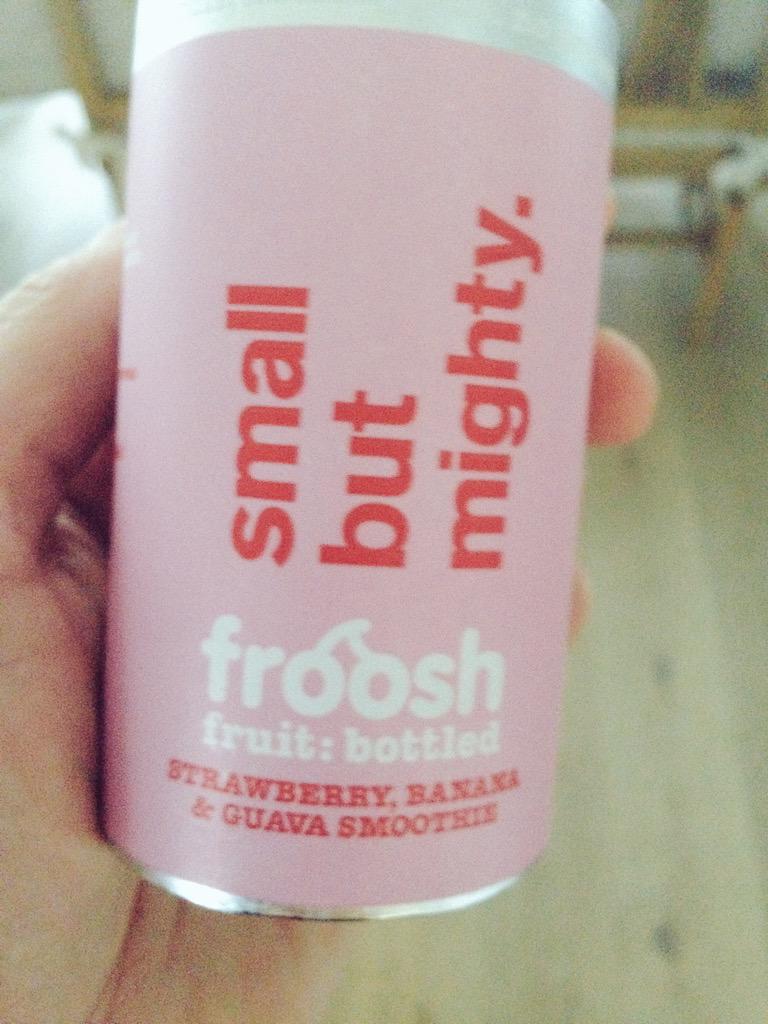 small
but
mighty.
froosh
fruit: bottled
STRAWBERRY, BANANA
& GUAVA SMOOTHIE